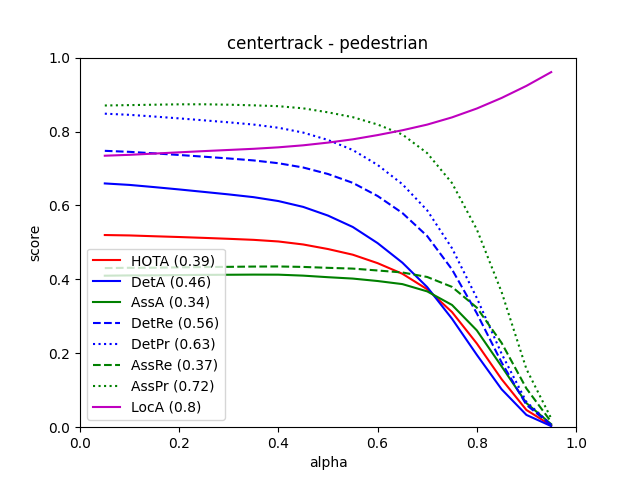 centertrack - pedestrian
1.0
0.8
0.6
0.4
0.2
0.0
score
HOTA (0.39)
DetA (0.46)
AssA (0.34)
DetRe (0.56)
DetPr (0.63)
AssRe (0.37)
AssPr (0.72)
LocA (0.8)
0.0 0.2 0.4 0.6 0.8 1.0
alpha